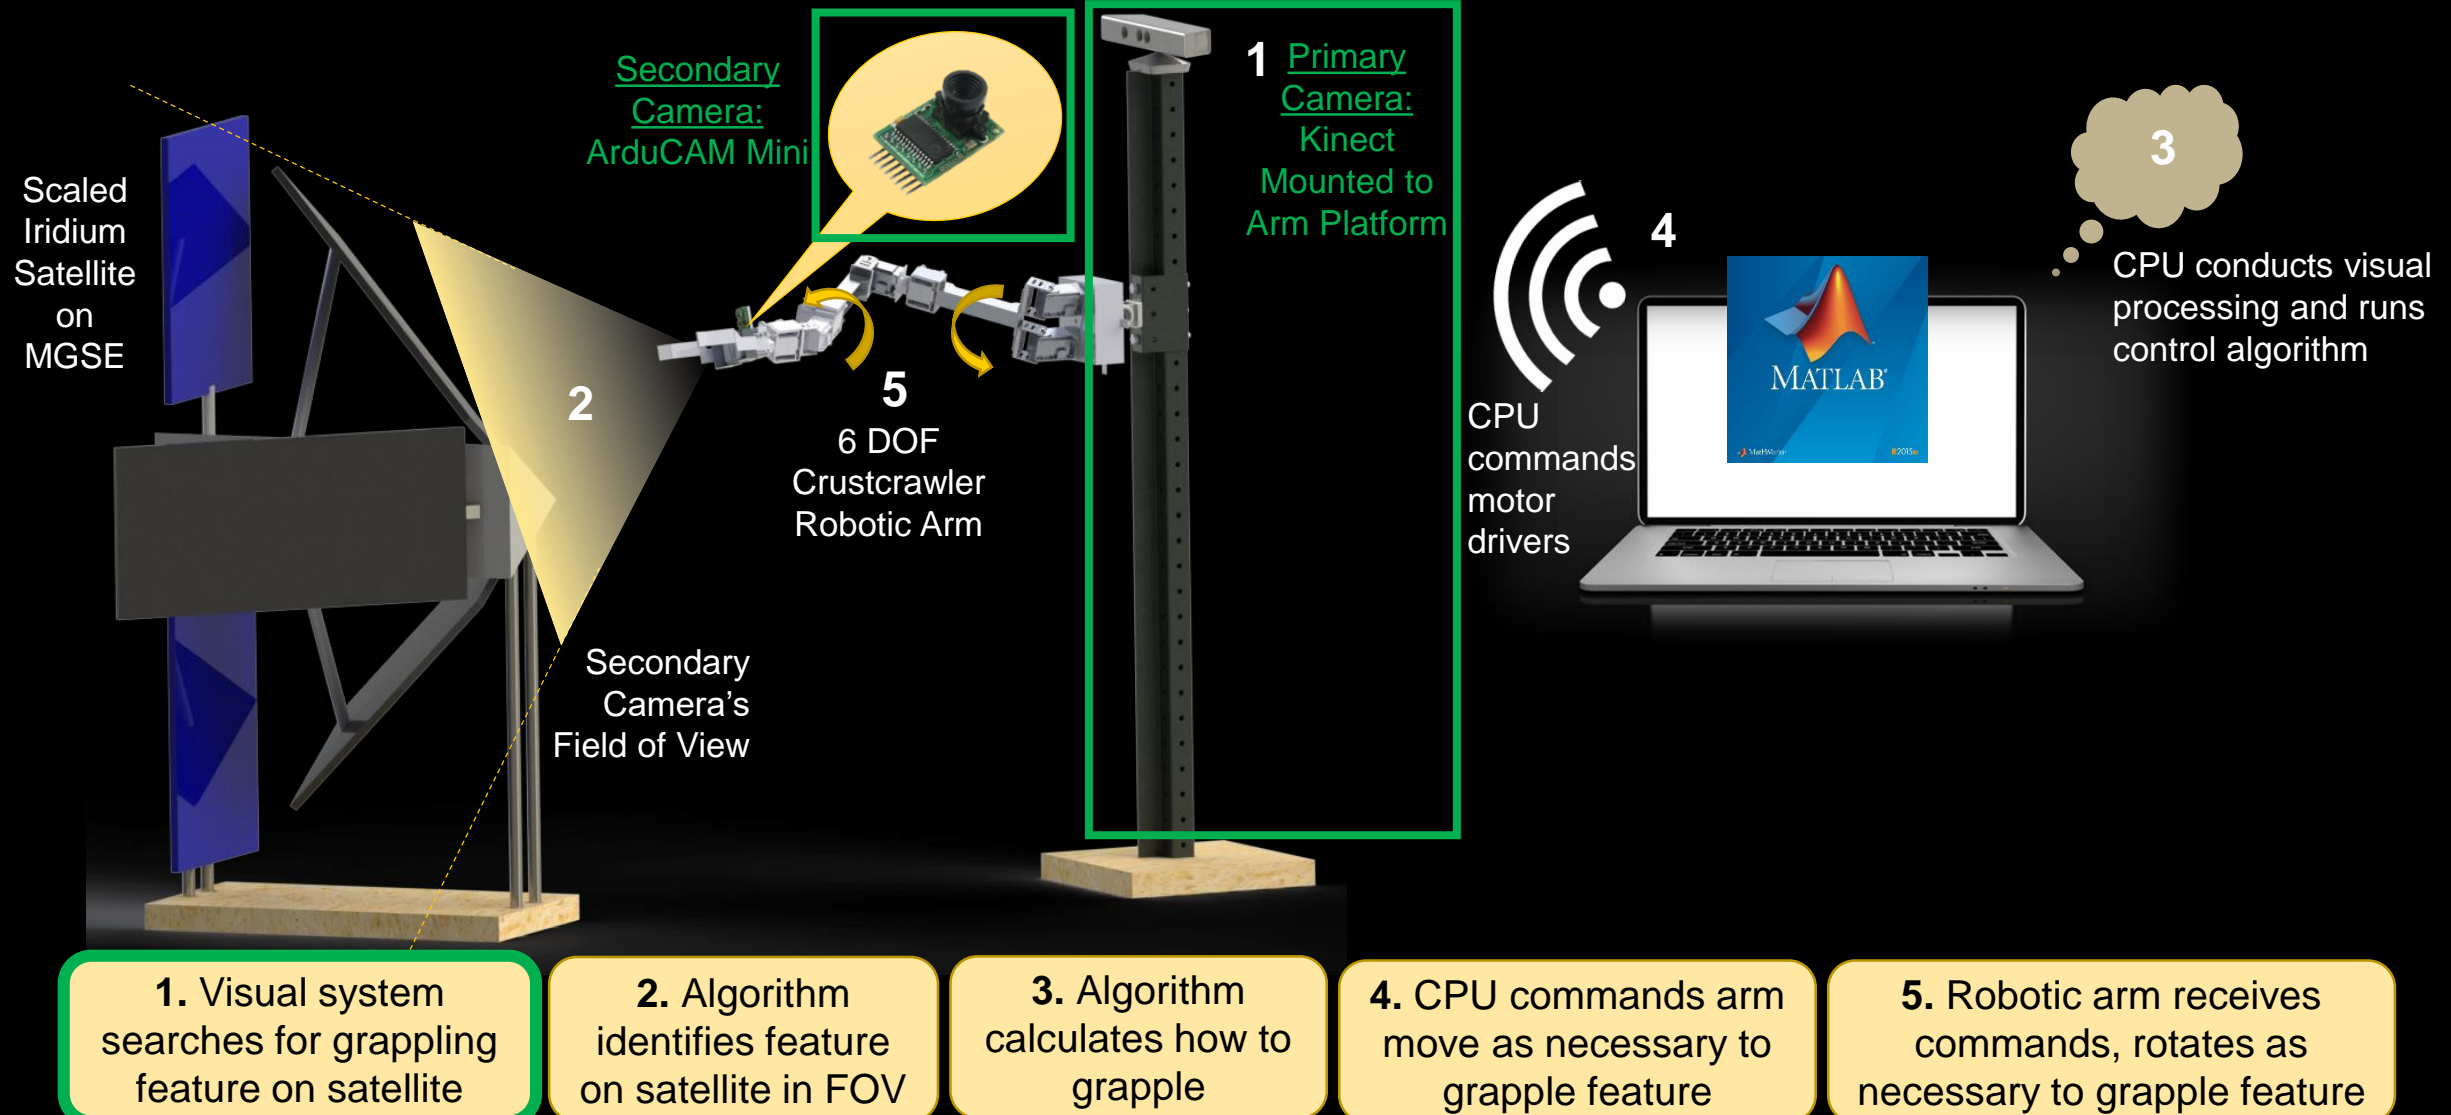 Scaled
Iridium
Satellite
on
MGSE
Secondary
Camera:
ArduCAM Mini
1
Primary
Camera:
Kinect
Mounted to
Arm Platform
2
Secondary
Camera's
Field of View
5
6 DOF
Crustcrawler
Robotic Arm
4
CPU
commands
motor
drivers
MATLAB®
MathWorks
R2015
3
CPU conducts visual
processing and runs
control algorithm
1. Visual system
searches for grappling
feature on satellite
2. Algorithm
identifies feature
on satellite in FOV
3. Algorithm
calculates how to
grapple
4. CPU commands arm
move as necessary to
grapple feature
5. Robotic arm receives
commands, rotates as
necessary to grapple feature